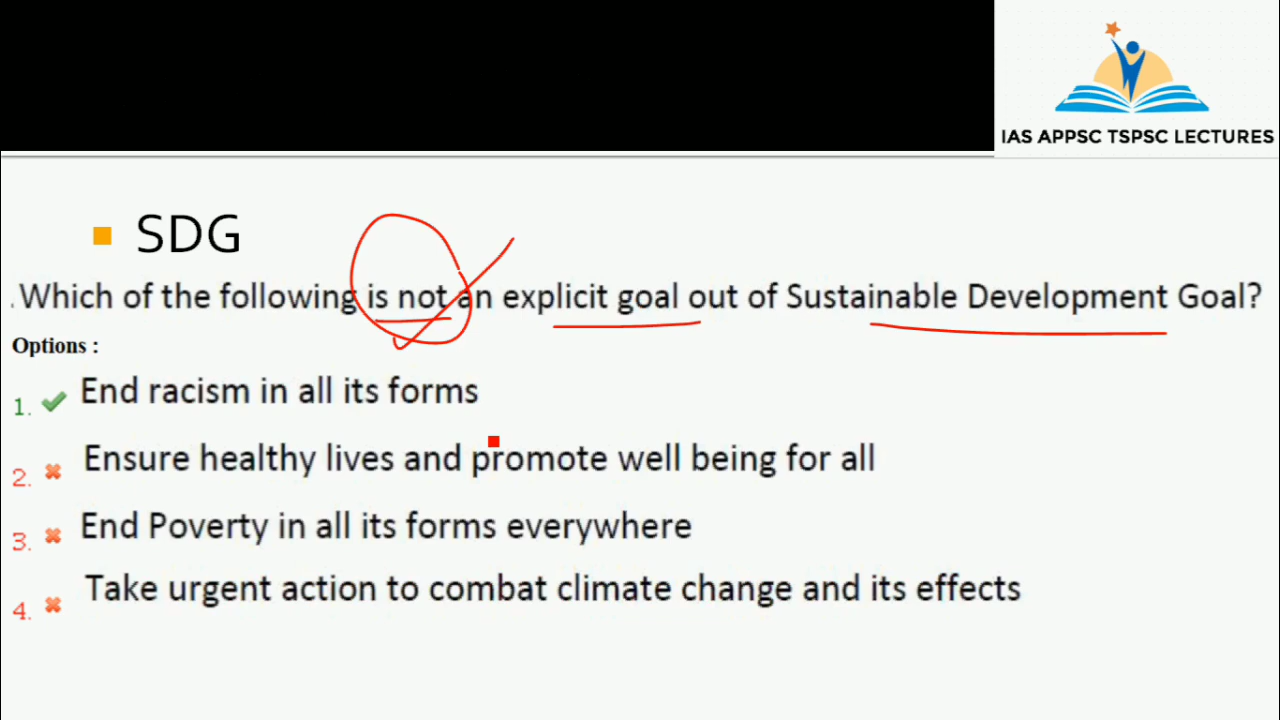 IAS APPSC TSPSC LECTURES
SDG
. Which of the following is not an explicit goal out of Sustainable Development Goal?
Options :
1. End racism in all its forms
2. Ensure healthy lives and promote well being for all
3. End Poverty in all its forms everywhere
4. Take urgent action to combat climate change and its effects